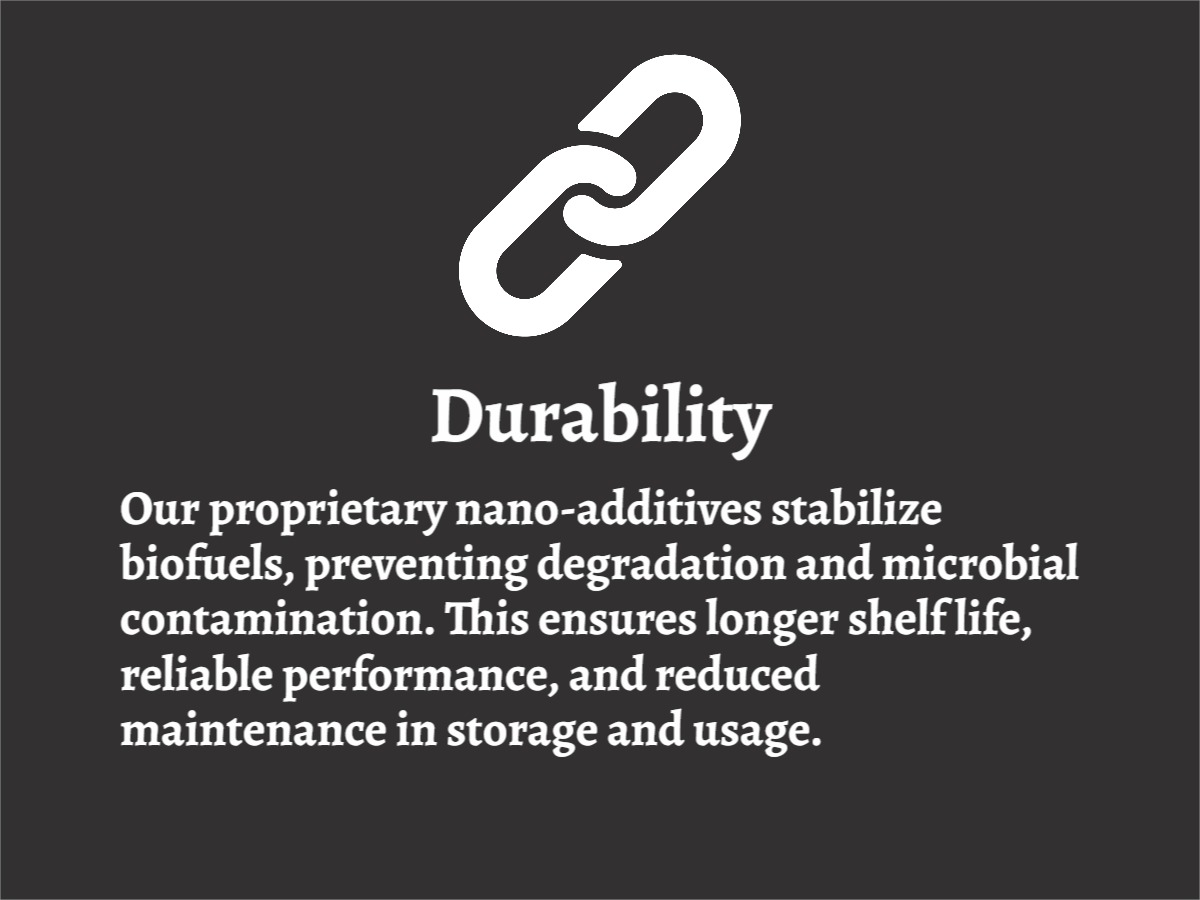 Durability
Our proprietary nano-additives stabilize
biofuels, preventing degradation and microbial
contamination. This ensures longer shelf life,
reliable performance, and reduced
maintenance in storage and usage.